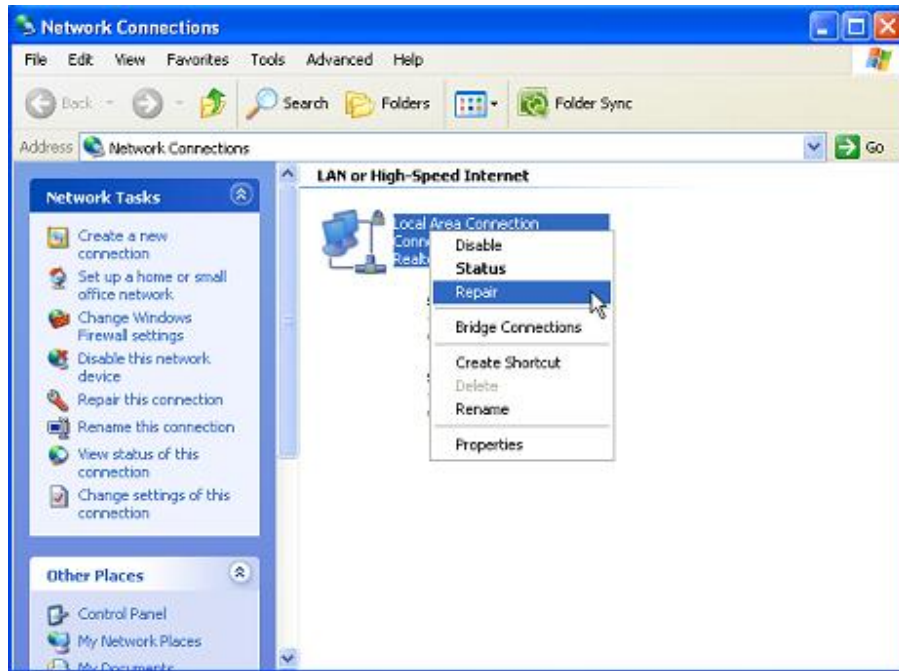 Network Connections
File Edit View Favorites Tools Advanced Help
Back Search Folders Folder Sync
Address Network Connections Go
Network Tasks
Create a new
connection
Set up a home or small
office network
Change Windows
Firewall settings
Disable this network
device
Repair this connection
Rename this connection
View status of this
connection
Change settings of this
connection
Other Places
Control Panel
My Network Places
My Documents
LAN or High-Speed Internet
Local Area Connection
Disable
Status
Repair
Bridge Connections
Create Shortcut
Delete
Rename
Properties